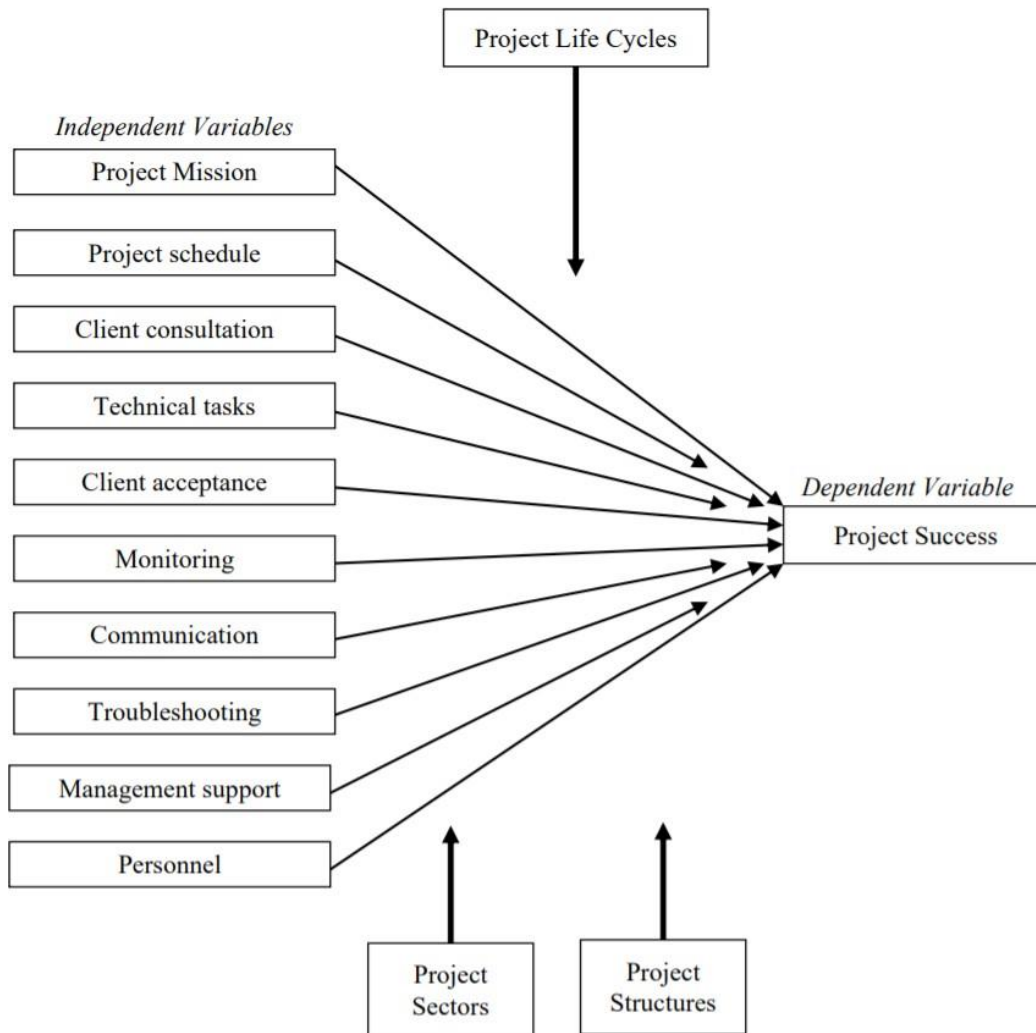 Project Life Cycles
Independent Variables
Project Mission
Project schedule
Client consultation
Technical tasks
Client acceptance
Monitoring
Communication
Troubleshooting
Management support
Personnel
Dependent Variable
Project Success
Project
Sectors
Project
Structures